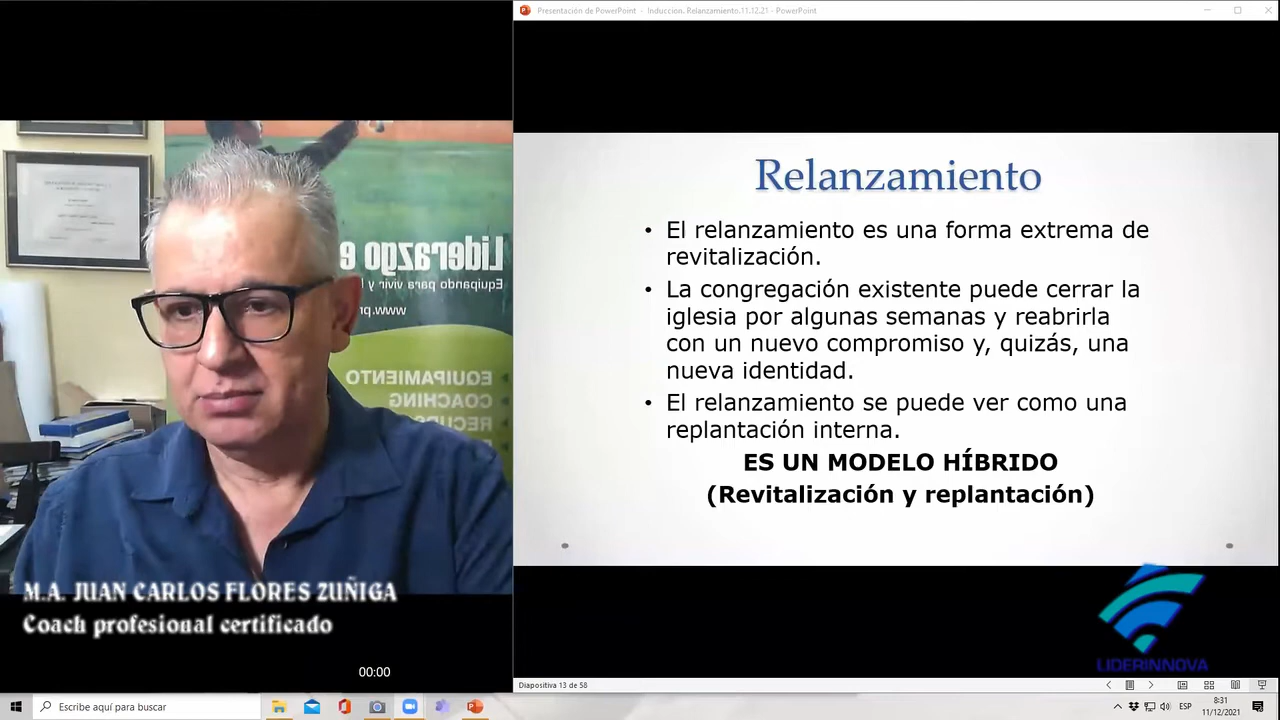 Presentación de PowerPoint - Induccion. Relanzamiento.11.12.21 - PowerPoint
Liderazgo e
Equipando para vivir y
www.pr
EQUIPAMIENTO
COACHING
M.A. JUAN CARLOS FLORES ZUÑIGA
Coach profesional certificado
00:00
Relanzamiento
• El relanzamiento es una forma extrema de
revitalización.
• La congregación existente puede cerrar la
iglesia por algunas semanas y reabrirla
con un nuevo compromiso y, quizás, una
nueva identidad.
• El relanzamiento se puede ver como una
replantación interna.
ES UN MODELO HÍBRIDO
(Revitalización y replantación)
LIDERINNOVA
Diapositiva 13 de 58
Escribe aquí para buscar
ESP
8:31
11/12/2021